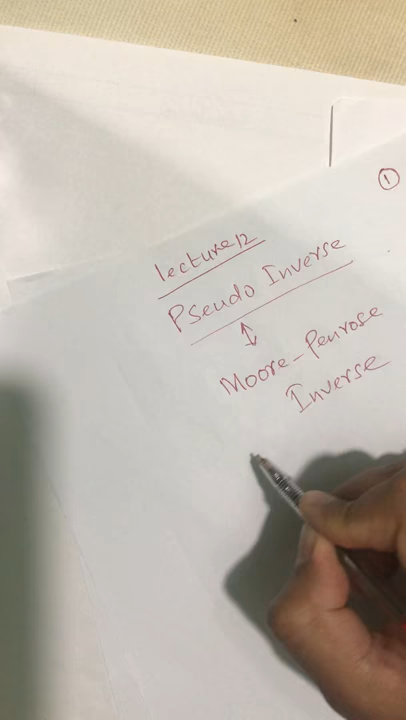 ①
Lecture 12
Pseudo Inverse
↕
Moore-Penrose
Inverse